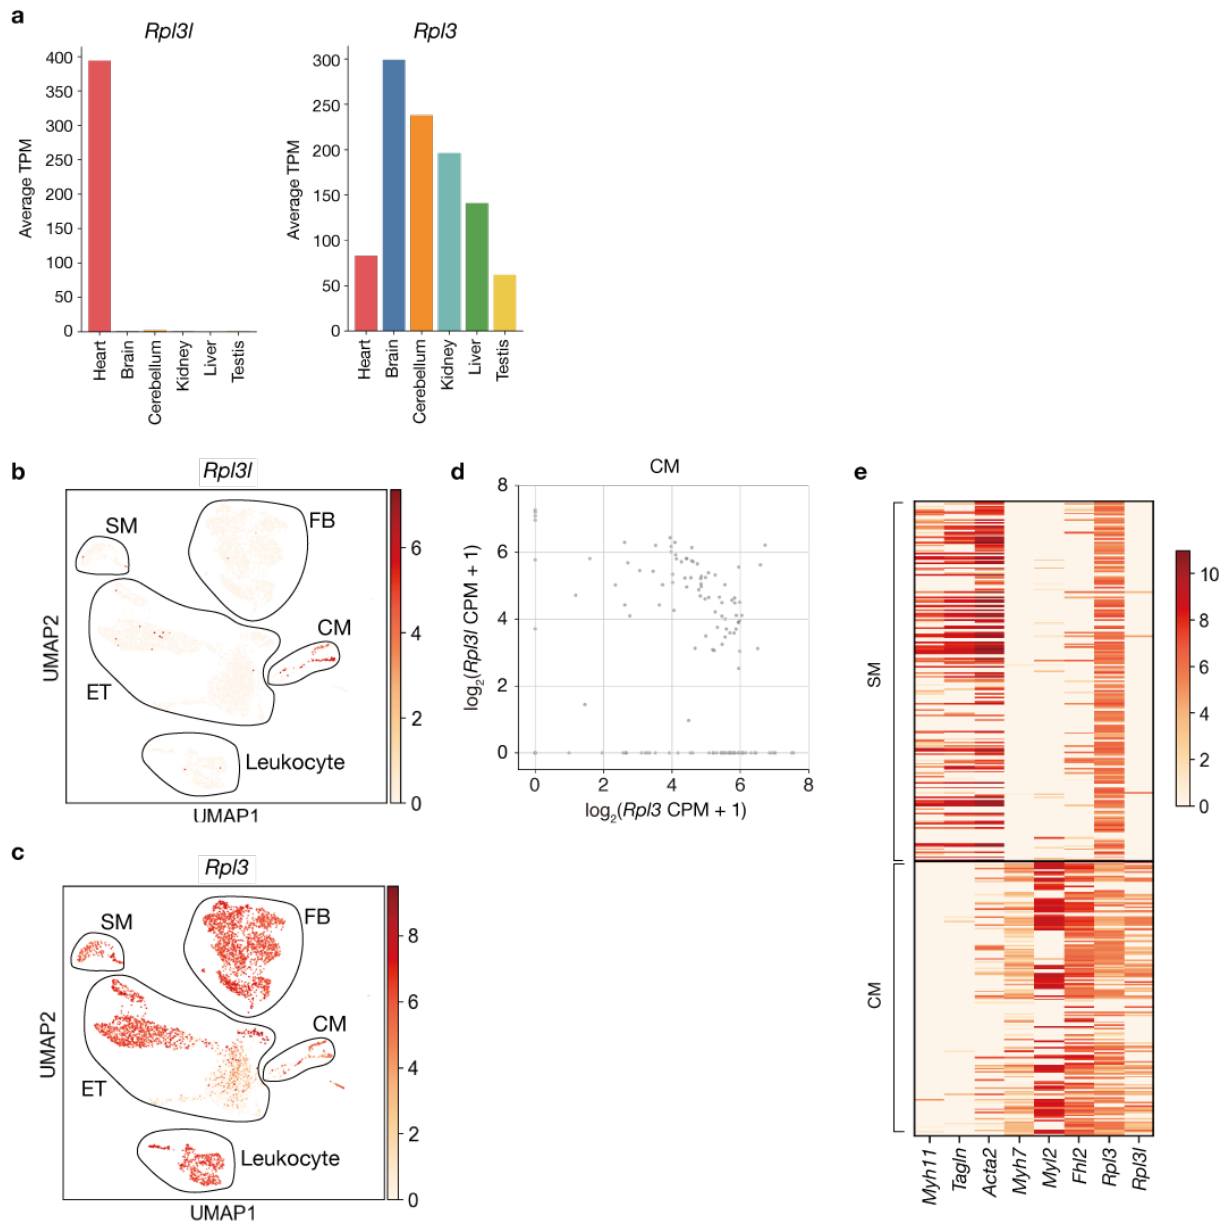 a
Rpl3l
Rpl3
400
350
300
250
200
150
100
50
0
Average TPM
Heart
Brain
Cerebellum
Kidney
Liver
Testis
300
250
200
150
100
50
0
Average TPM
Heart
Brain
Cerebellum
Kidney
Liver
Testis
b
Rpl3l
SM
FB
CM
ET
Leukocyte
UMAP2
UMAP1
6
4
2
0
c
Rpl3
SM
FB
CM
ET
Leukocyte
UMAP2
UMAP1
8
6
4
2
0
d
CM
8
6
4
2
0
log2(Rpl3l CPM + 1)
0 2 4 6 8
log2(Rpl3 CPM + 1)
e
SM
CM
10
8
6
4
2
0
Myh11
Tagln
Acta2
Myh7
Myl2
Fhl2
Rpl3
Rpl3l